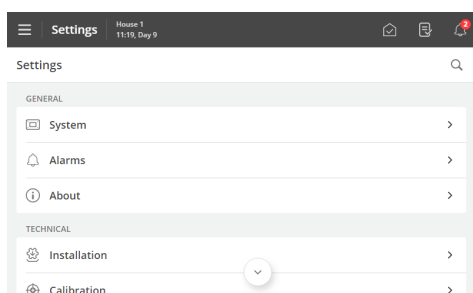 Settings
House 1
11:19, Day 9
2
Settings
GENERAL
System
Alarms
About
TECHNICAL
Installation
Calibration